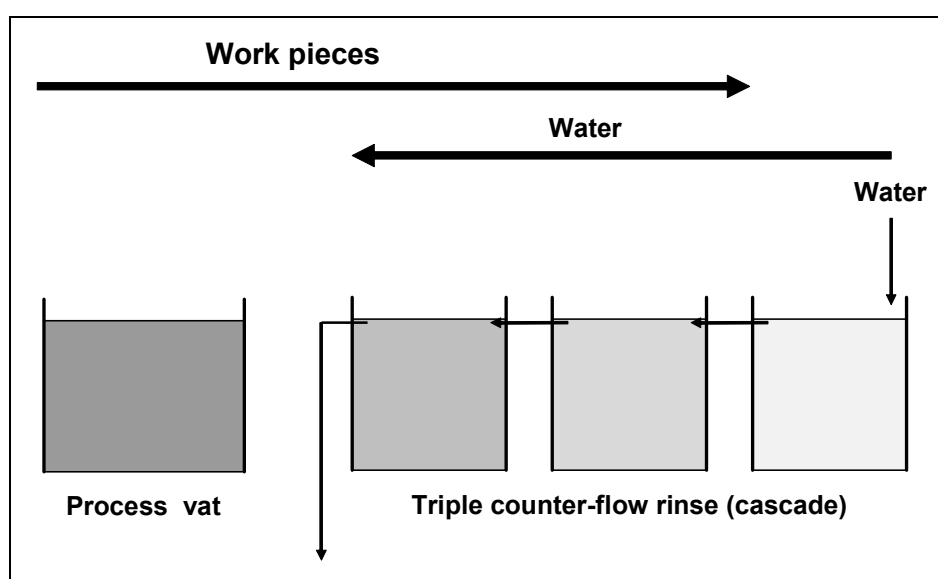 Work pieces
Water
Water
Process vat
Triple counter-flow rinse (cascade)